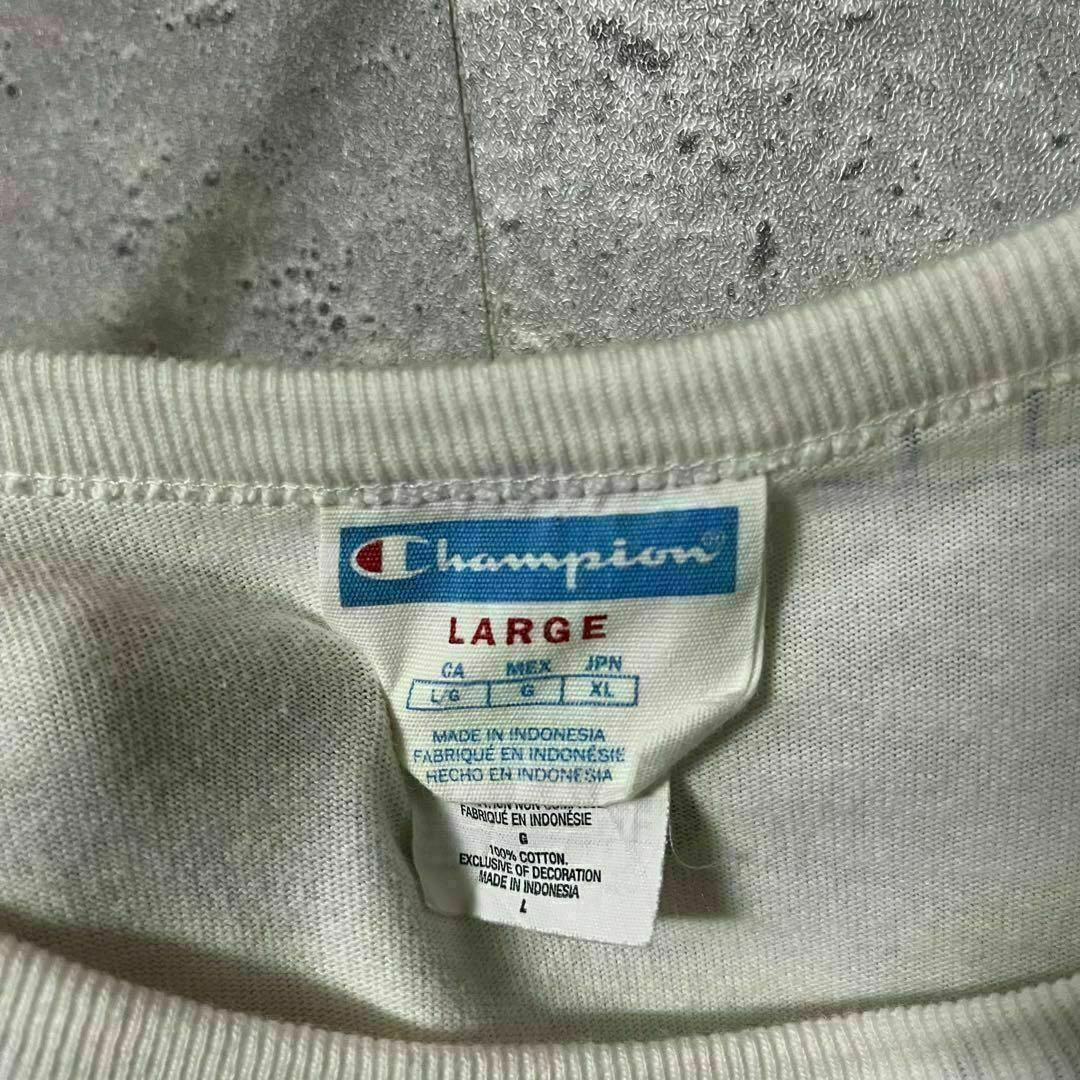 Champion®
LARGE
CA MEX JPN
L/G G XL
MADE IN INDONESIA
FABRIQUÉ EN INDONÉSIE
HECHO EN INDONESIA
NON
FABRIQUÉ EN INDONÉSIE
G
100% COTTON.
EXCLUSIVE OF DECORATION
MADE IN INDONESIA
L